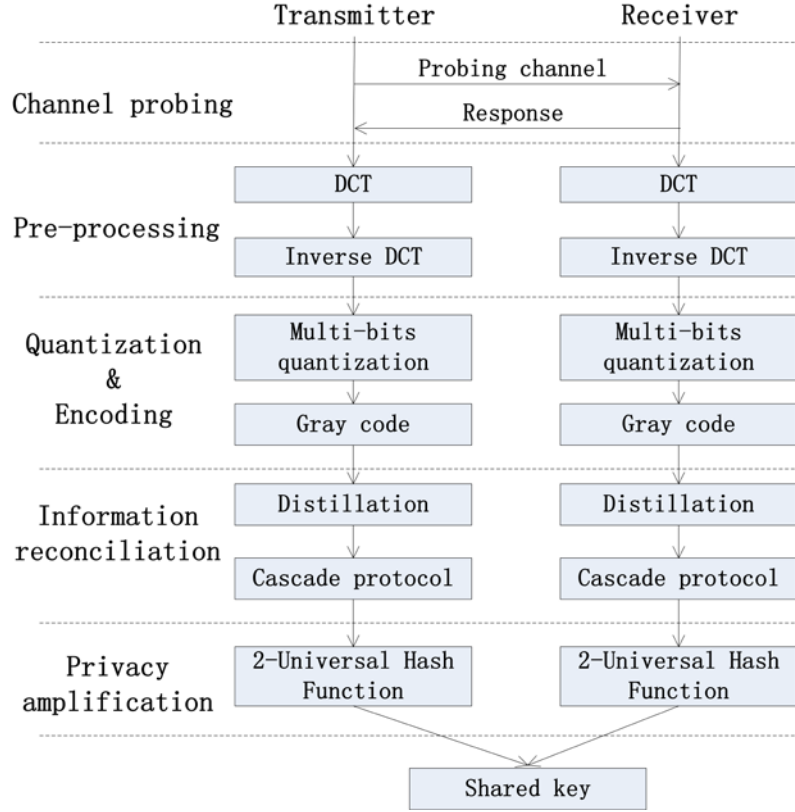 Transmitter Receiver
Probing channel
Channel probing
Response
DCT DCT
Pre-processing
Inverse DCT Inverse DCT
Quantization
&
Encoding
Multi-bits
quantization
Multi-bits
quantization
Gray code Gray code
Information
reconciliation
Distillation Distillation
Cascade protocol Cascade protocol
Privacy
amplification
2-Universal Hash
Function
2-Universal Hash
Function
Shared key